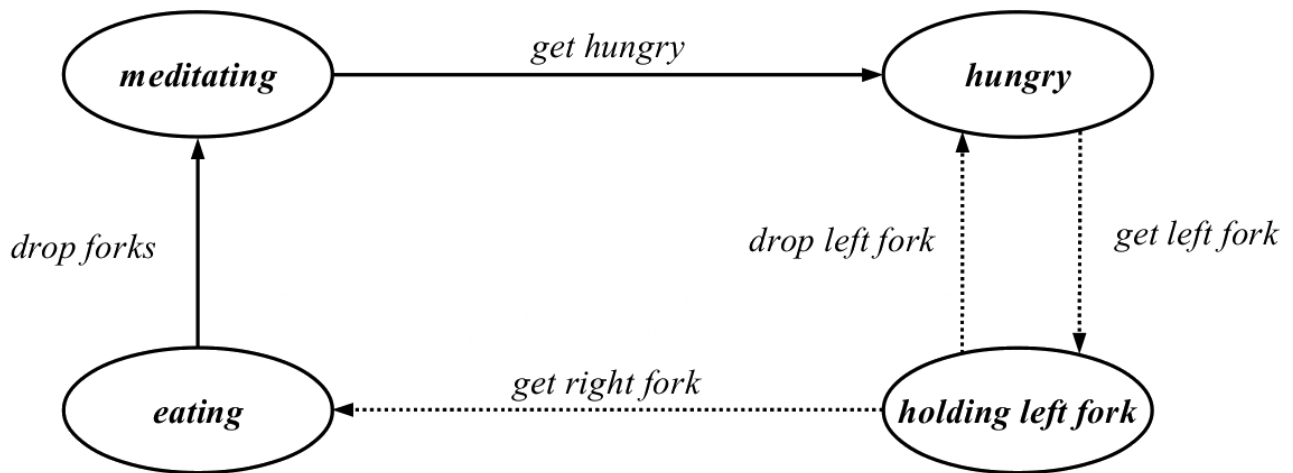 get hungry
meditating
hungry
drop forks
drop left fork
get left fork
get right fork
eating
holding left fork